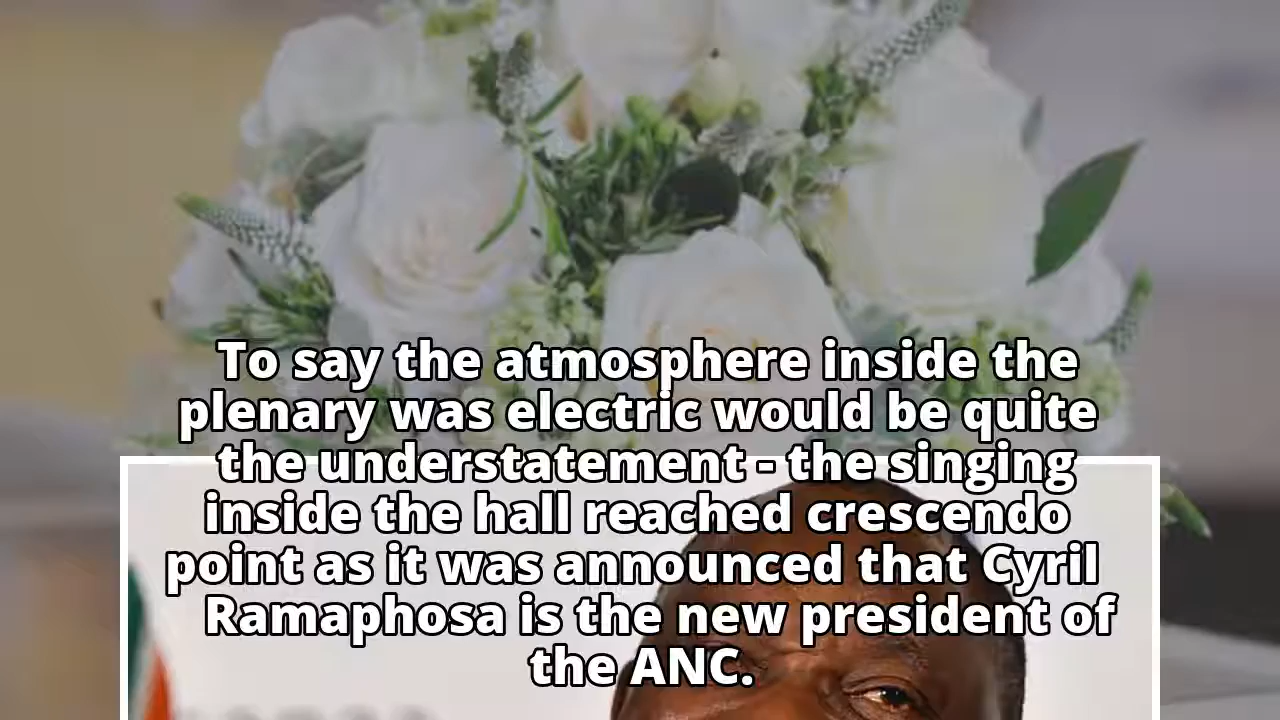 To say the atmosphere inside the
plenary was electric would be quite
the understatement - the singing
inside the hall reached crescendo
point as it was announced that Cyril
Ramaphosa is the new president of
the ANC.